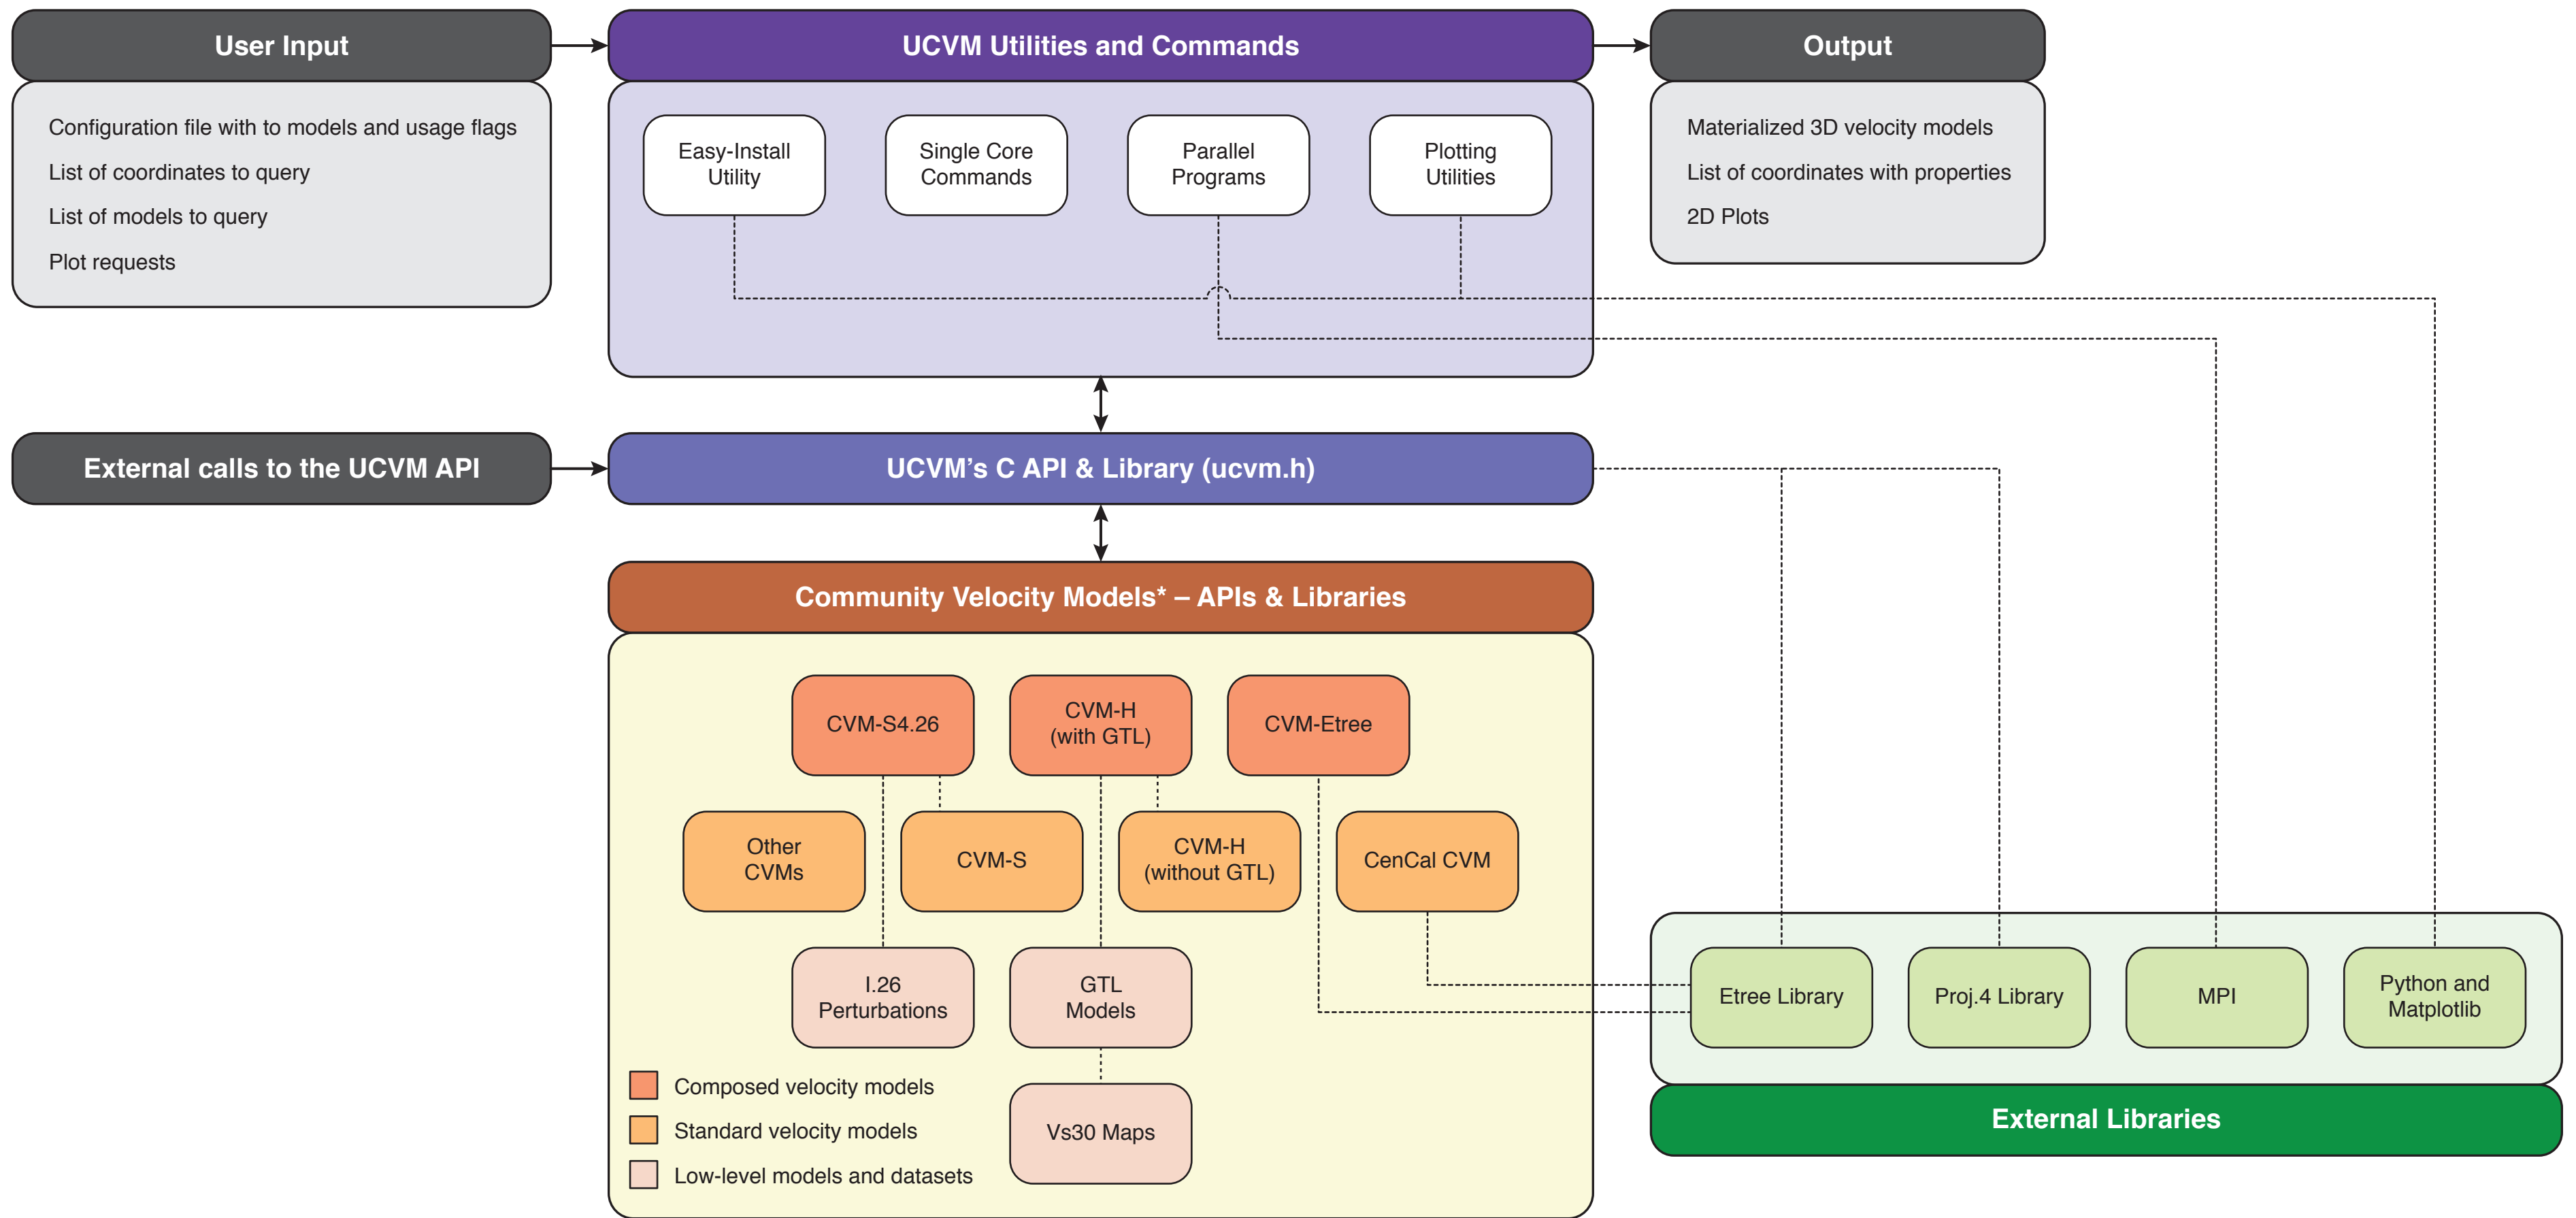 User Input
Configuration file with to models and usage flags
List of coordinates to query
List of models to query
Plot requests
UCVM Utilities and Commands
Easy-Install
Utility
Single Core
Commands
Parallel
Programs
Plotting
Utilities
Output
Materialized 3D velocity models
List of coordinates with properties
2D Plots
External calls to the UCVM API
UCVM’s C API & Library (ucvm.h)
Community Velocity Models* – APIs & Libraries
CVM-S4.26
CVM-H
(with GTL)
CVM-Etree
Other
CVMs
CVM-S
CVM-H
(without GTL)
CenCal CVM
I.26
Perturbations
GTL
Models
Vs30 Maps
Composed velocity models
Standard velocity models
Low-level models and datasets
Etree Library
Proj.4 Library
MPI
Python and
Matplotlib
External Libraries